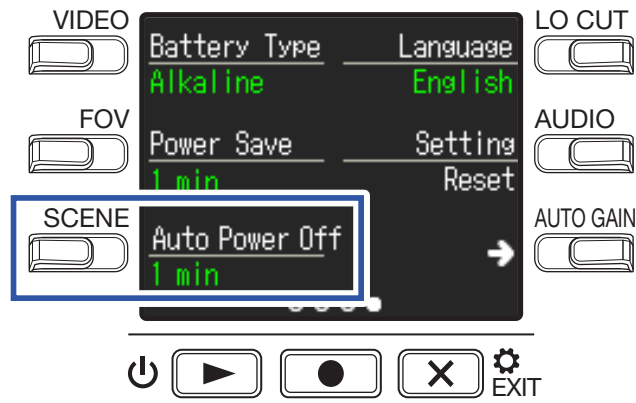 VIDEO
LO CUT
Battery Type
Language
Alkaline
English
FOV
AUDIO
Power Save
Setting
1 min
Reset
SCENE
AUTO GAIN
Auto Power Off
1 min
EXIT